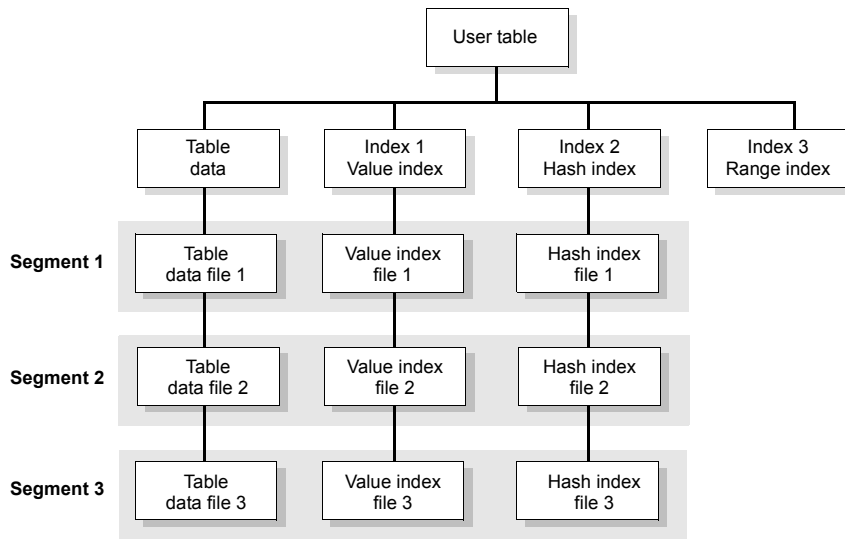 User table
Table
data
Index 1
Value index
Index 2
Hash index
Index 3
Range index
Segment 1
Table
data file 1
Value index
file 1
Hash index
file 1
Segment 2
Table
data file 2
Value index
file 2
Hash index
file 2
Segment 3
Table
data file 3
Value index
file 3
Hash index
file 3